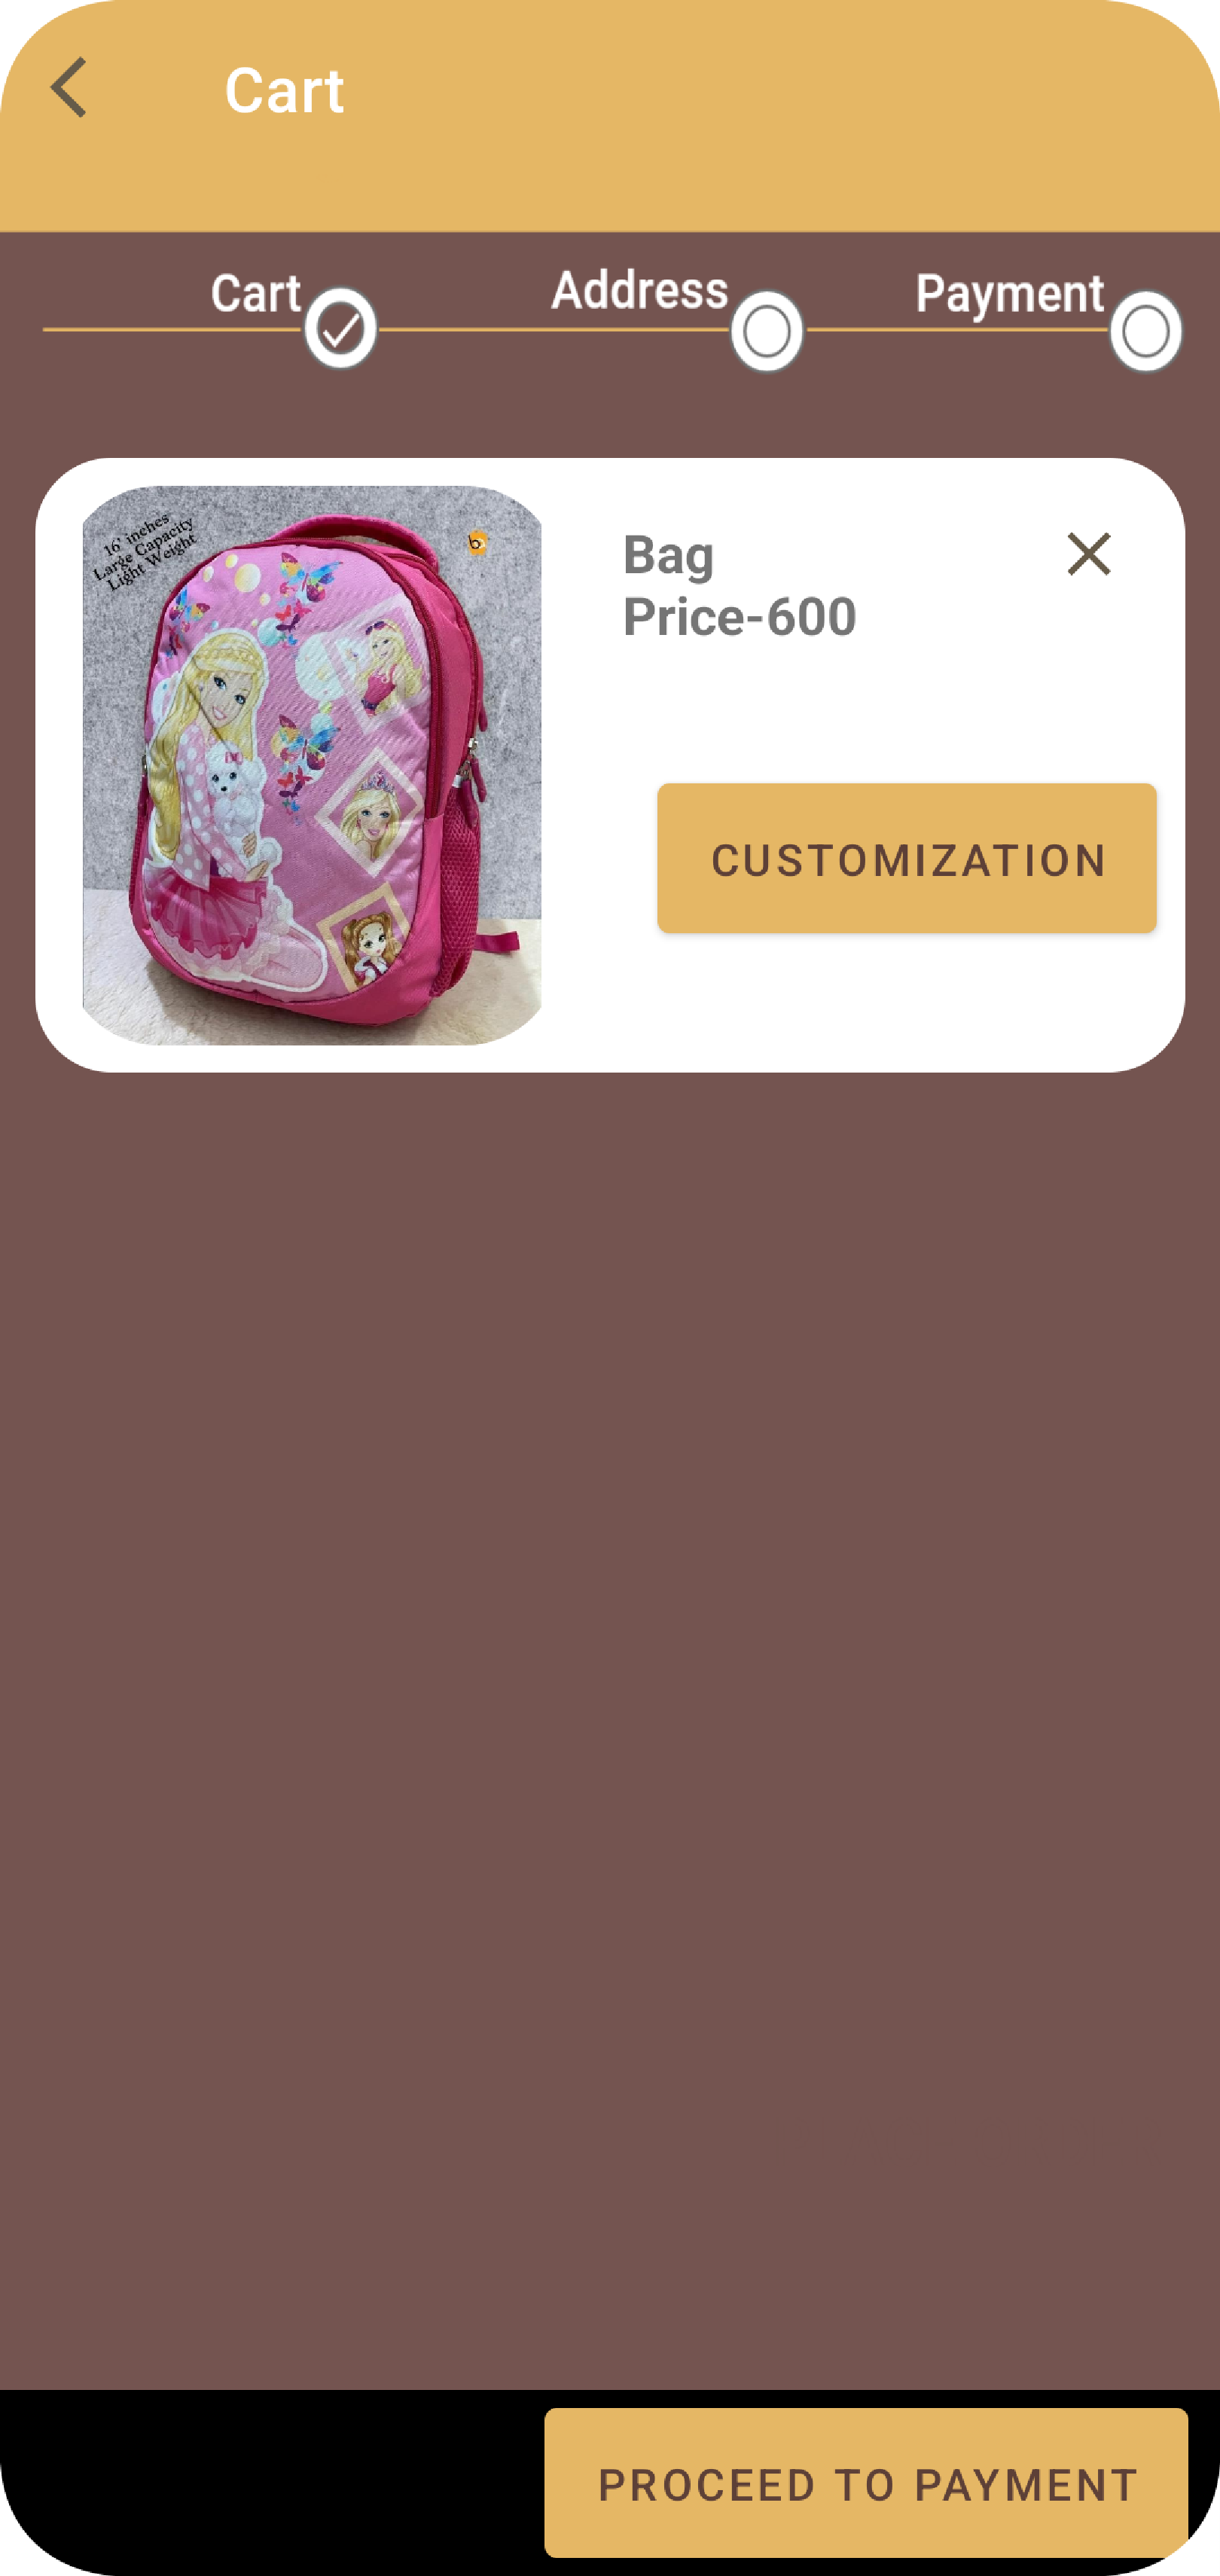 Cart
Cart
Address
Payment
16' inches
Large Capacity
Light Weight
b
Bag
Price-600
CUSTOMIZATION
PROCEED TO PAYMENT